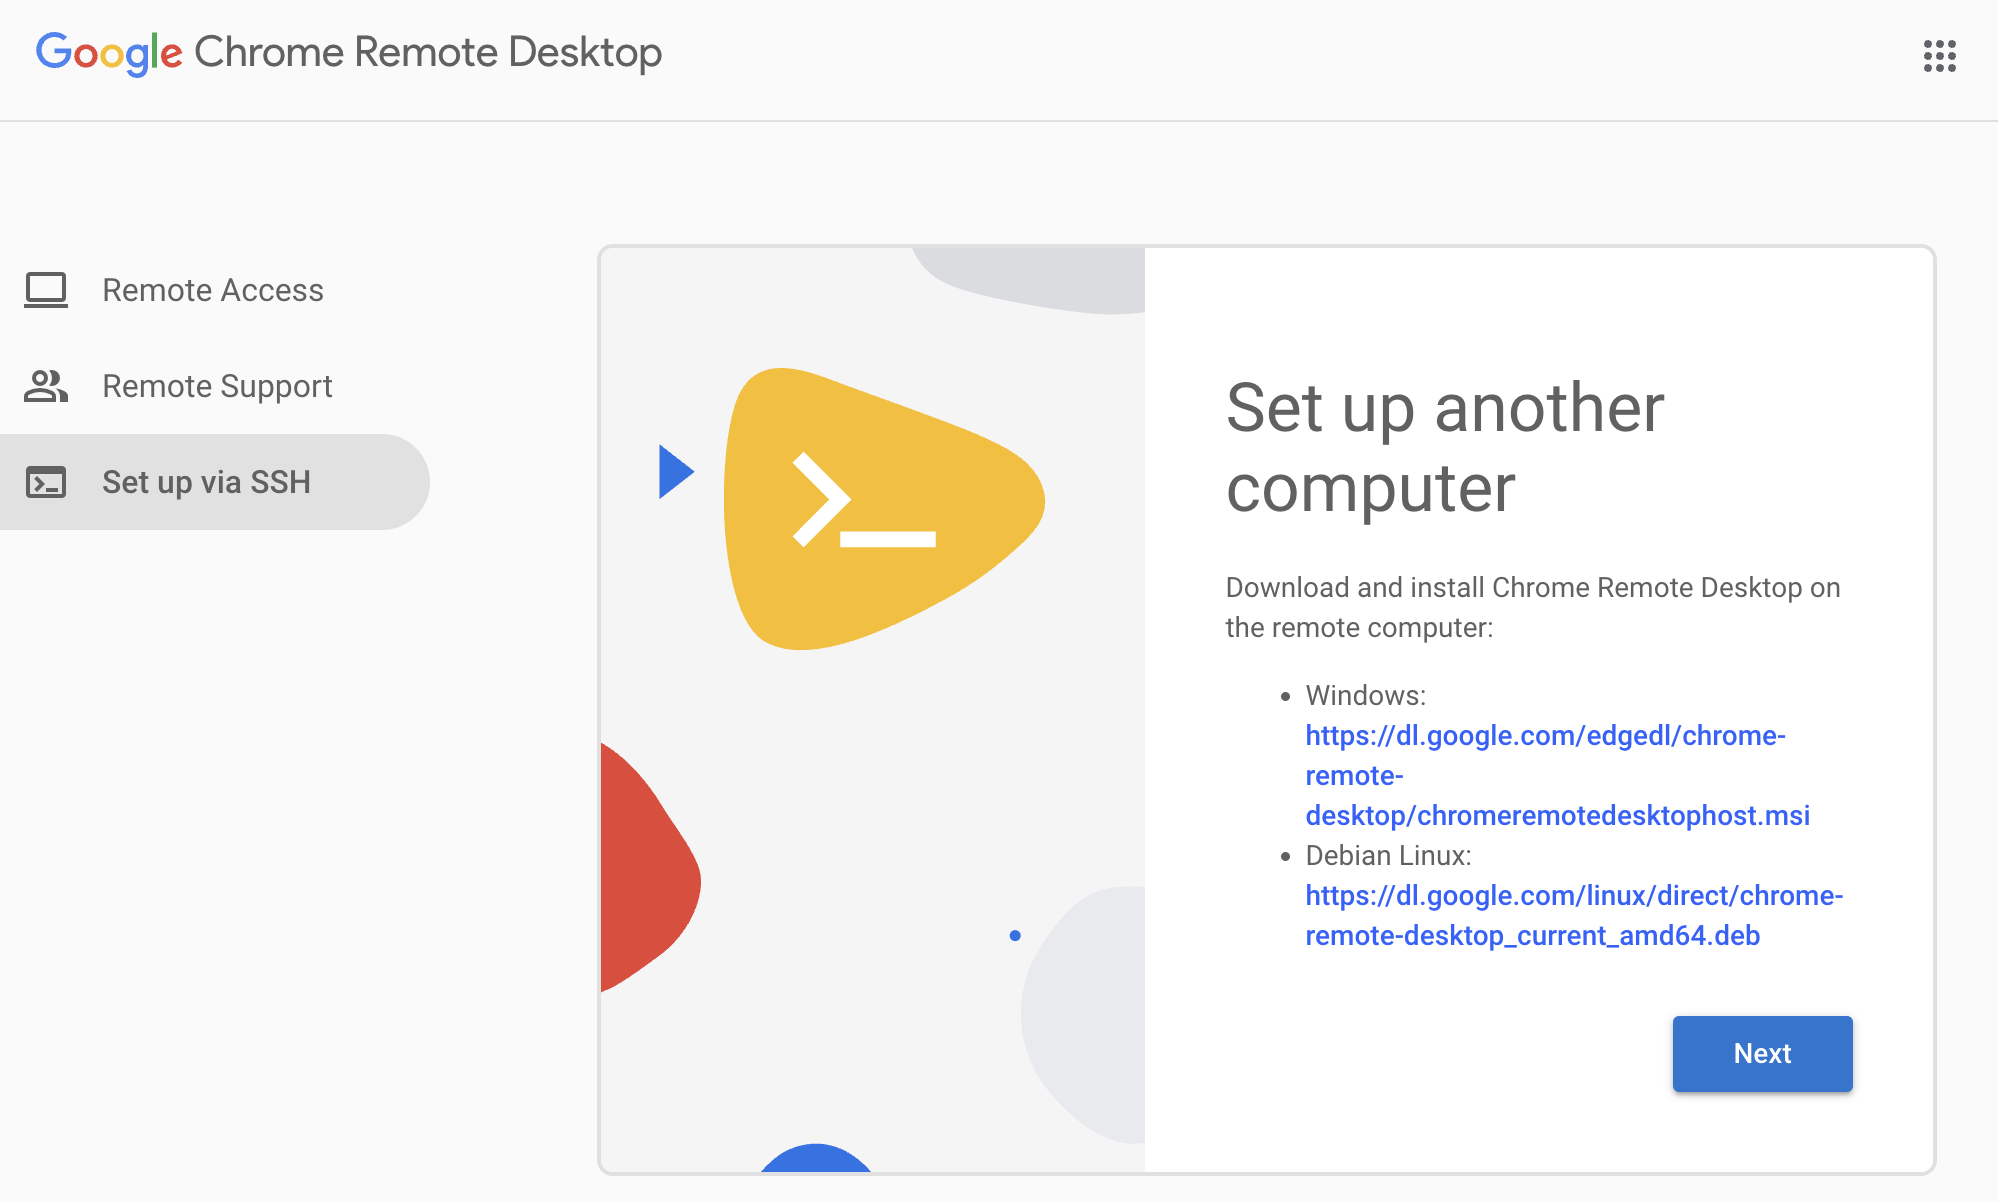 Google Chrome Remote Desktop
Remote Access
Remote Support
Set up via SSH
>_
Set up another
computer
Download and install Chrome Remote Desktop on
the remote computer:
• Windows:
https://dl.google.com/edgedl/chrome-
remote-
desktop/chromeremotedesktophost.msi
• Debian Linux:
https://dl.google.com/linux/direct/chrome-
remote-desktop_current_amd64.deb
Next